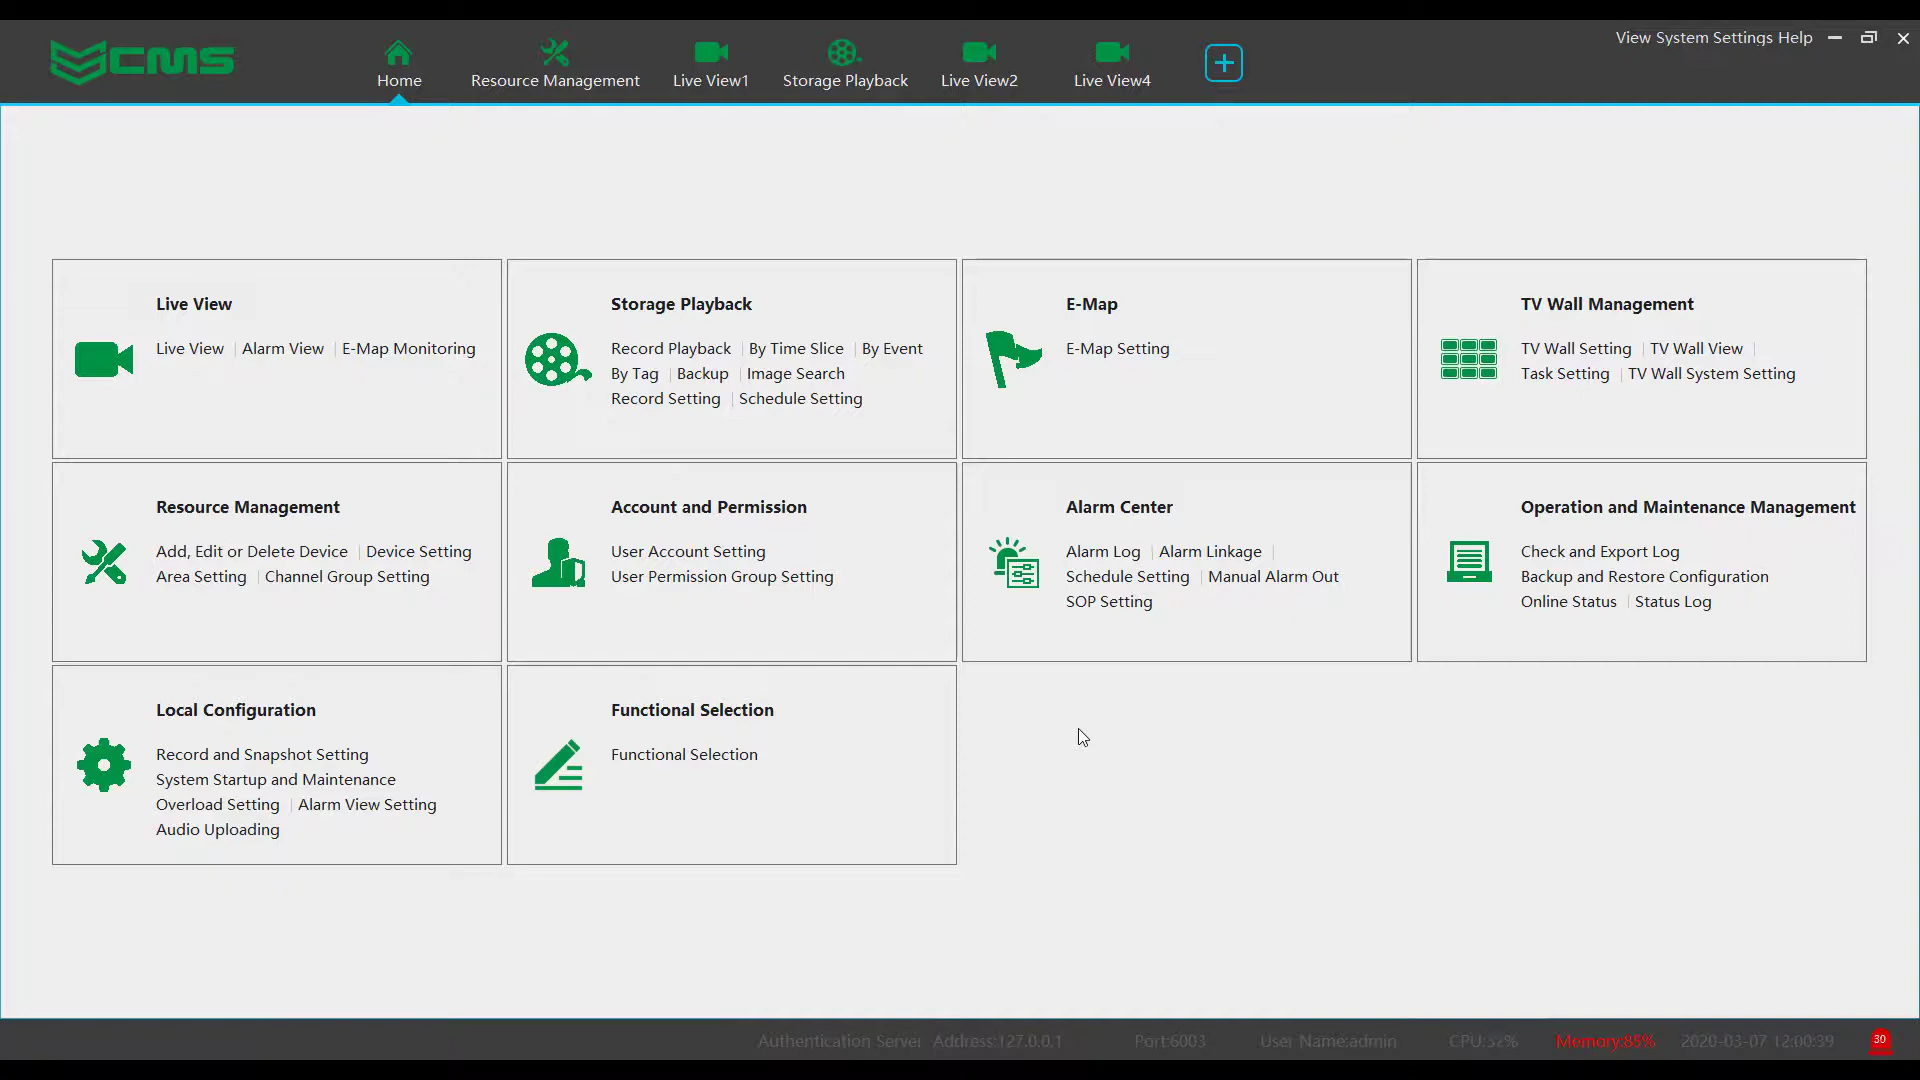 CMS
Home
Resource Management
Live View1
Storage Playback
Live View2
Live View4
View System Settings Help
Live View
Live View | Alarm View | E-Map Monitoring
Storage Playback
Record Playback | By Time Slice | By Event
By Tag | Backup | Image Search
Record Setting | Schedule Setting
E-Map
E-Map Setting
TV Wall Management
TV Wall Setting | TV Wall View |
Task Setting | TV Wall System Setting
Resource Management
Add, Edit or Delete Device | Device Setting
Area Setting | Channel Group Setting
Account and Permission
User Account Setting
User Permission Group Setting
Alarm Center
Alarm Log | Alarm Linkage |
Schedule Setting | Manual Alarm Out
SOP Setting
Operation and Maintenance Management
Check and Export Log
Backup and Restore Configuration
Online Status | Status Log
Local Configuration
Record and Snapshot Setting
System Startup and Maintenance
Overload Setting | Alarm View Setting
Audio Uploading
Functional Selection
Functional Selection
Authentication Server Address:127.0.0.1 Port:6003 User Name:admin CPU:32% Memory:85% 2020-03-07 12:00:39 30